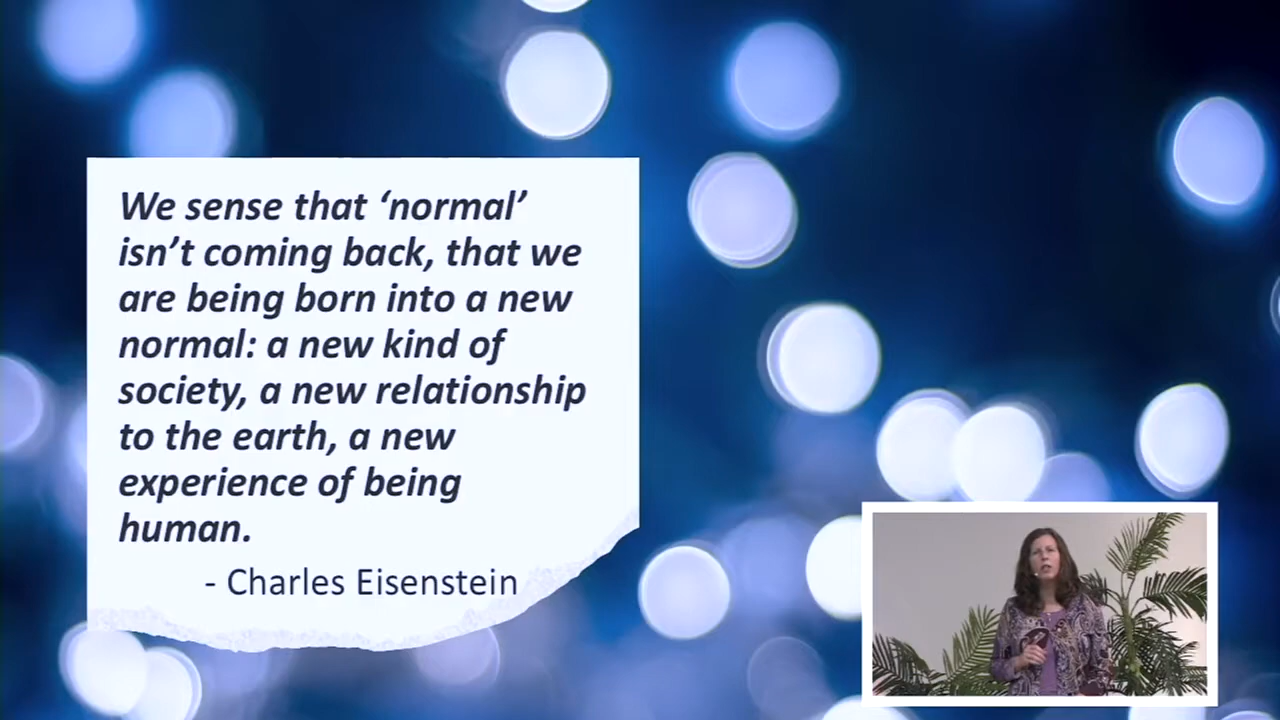 We sense that ‘normal’
isn’t coming back, that we
are being born into a new
normal: a new kind of
society, a new relationship
to the earth, a new
experience of being
human.
- Charles Eisenstein